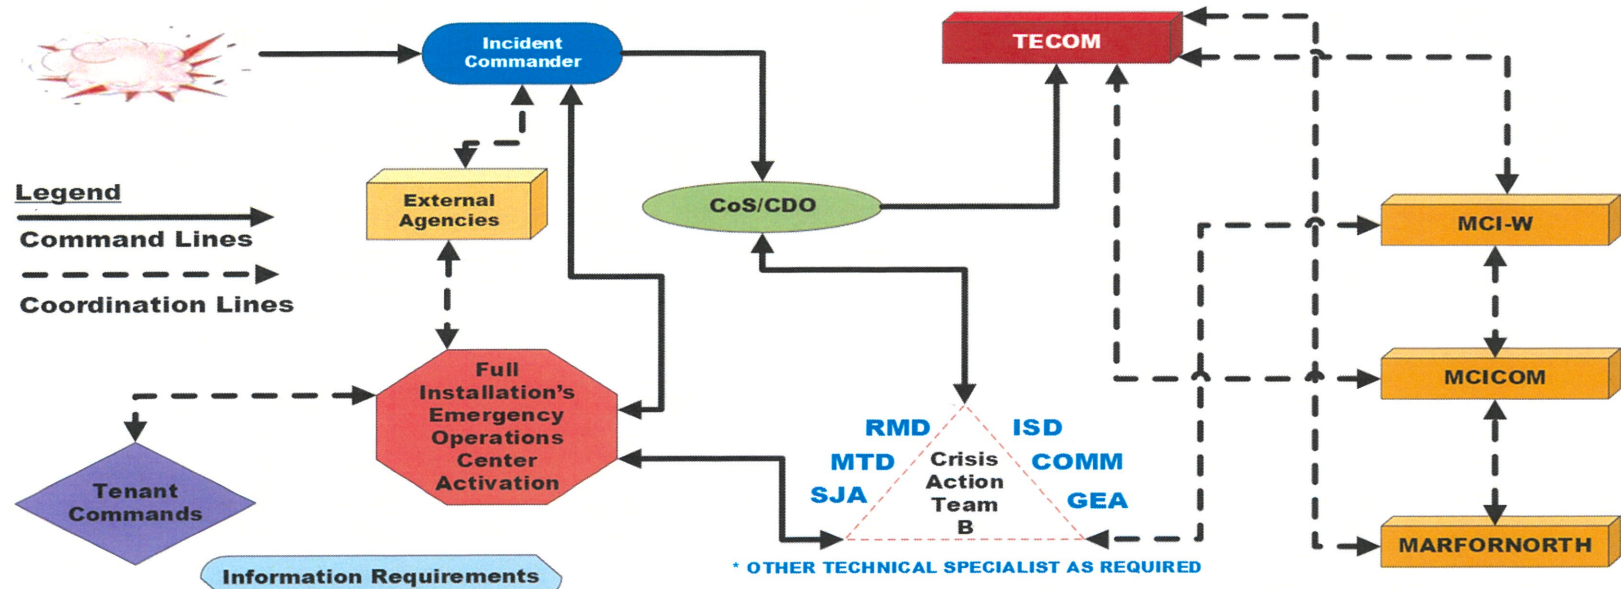 Incident
Commander
TECOM
Legend
Command Lines
Coordination Lines
External
Agencies
CoS/CDO
MCI-W
MCICOM
MARFORNORTH
Full
Installation's
Emergency
Operations
Center
Activation
Tenant
Commands
RMD
ISD
MTD
COMM
SJA
GEA
Crisis
Action
Team
B
* OTHER TECHNICAL SPECIALIST AS REQUIRED
Information Requirements